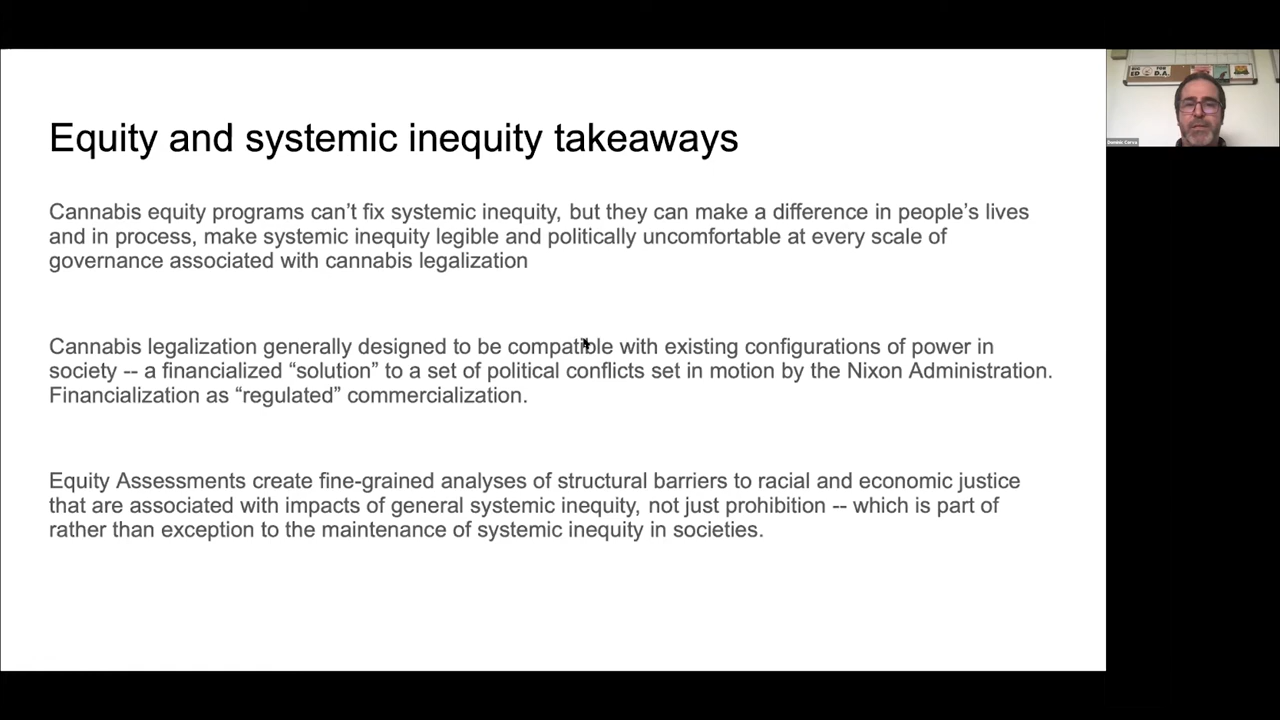 Equity and systemic inequity takeaways
Cannabis equity programs can’t fix systemic inequity, but they can make a difference in people’s lives
and in process, make systemic inequity legible and politically uncomfortable at every scale of
governance associated with cannabis legalization
Cannabis legalization generally designed to be compatible with existing configurations of power in
society -- a financialized “solution” to a set of political conflicts set in motion by the Nixon Administration.
Financialization as “regulated” commercialization.
Equity Assessments create fine-grained analyses of structural barriers to racial and economic justice
that are associated with impacts of general systemic inequity, not just prohibition -- which is part of
rather than exception to the maintenance of systemic inequity in societies.
BIG FOR
ED D.A.
Dominic Corva